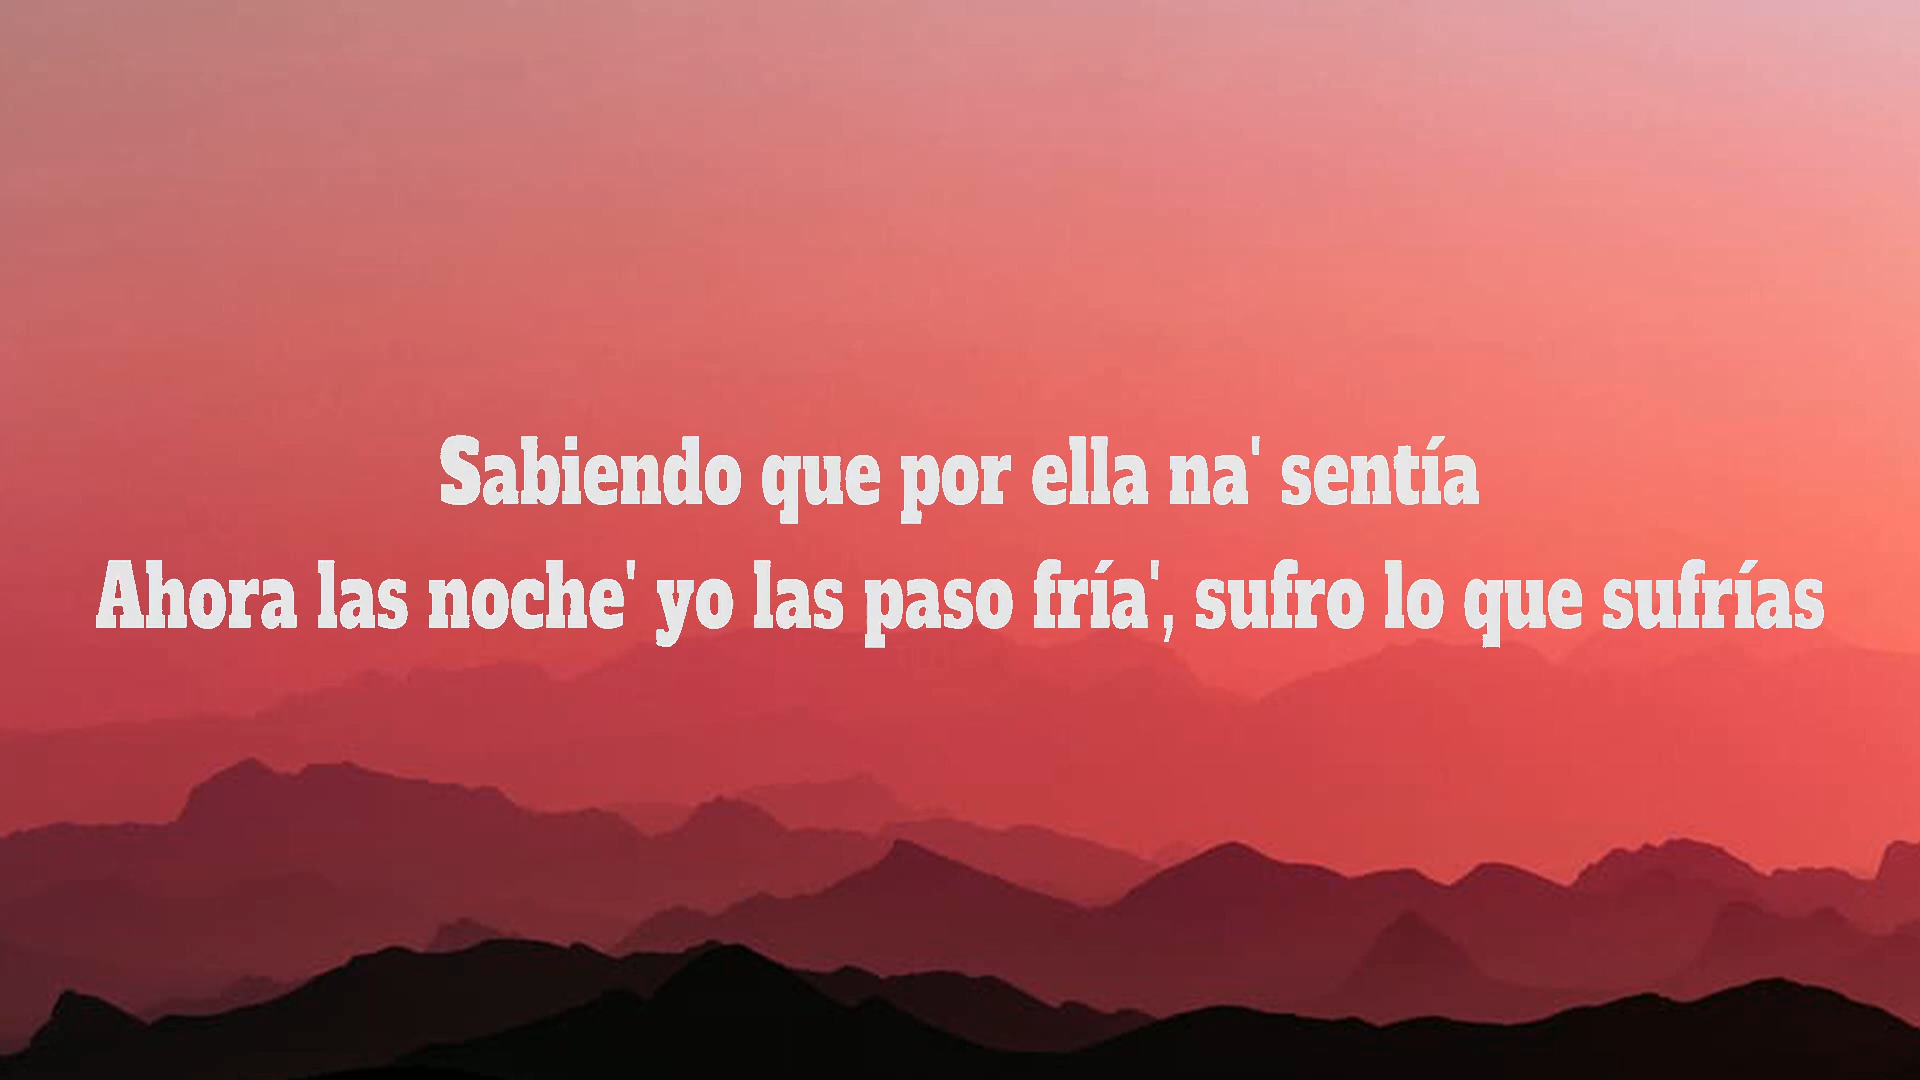 Sabiendo que por ella na' sentía
Ahora las noche' yo las paso fría', sufro lo que sufrías